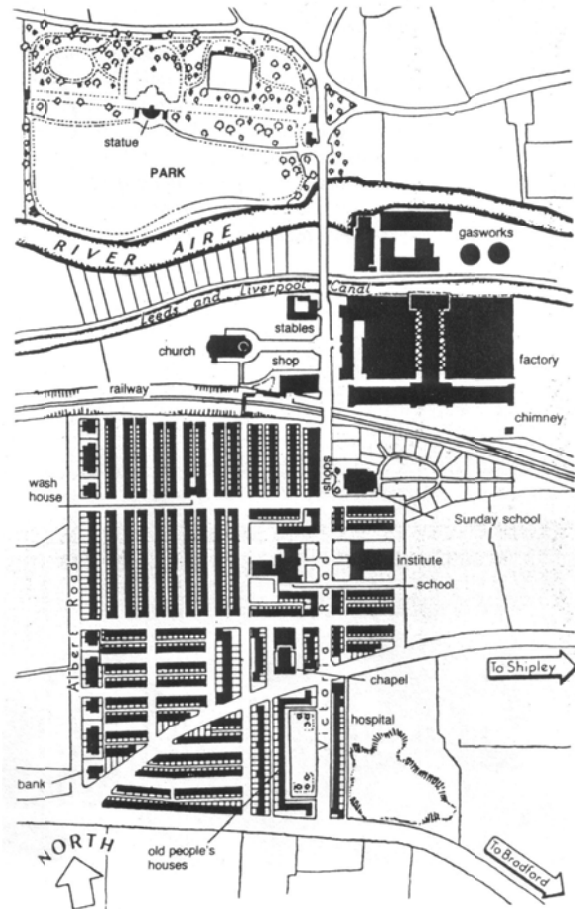 statue
PARK
RIVER AIRE
gasworks
Leeds and Liverpool Canal
stables
church
shop
factory
railway
chimney
shops
wash
house
Sunday school
institute
school
Albert Road
Victoria Road
chapel
To Shipley
hospital
bank
old people's
houses
NORTH
To Bradford